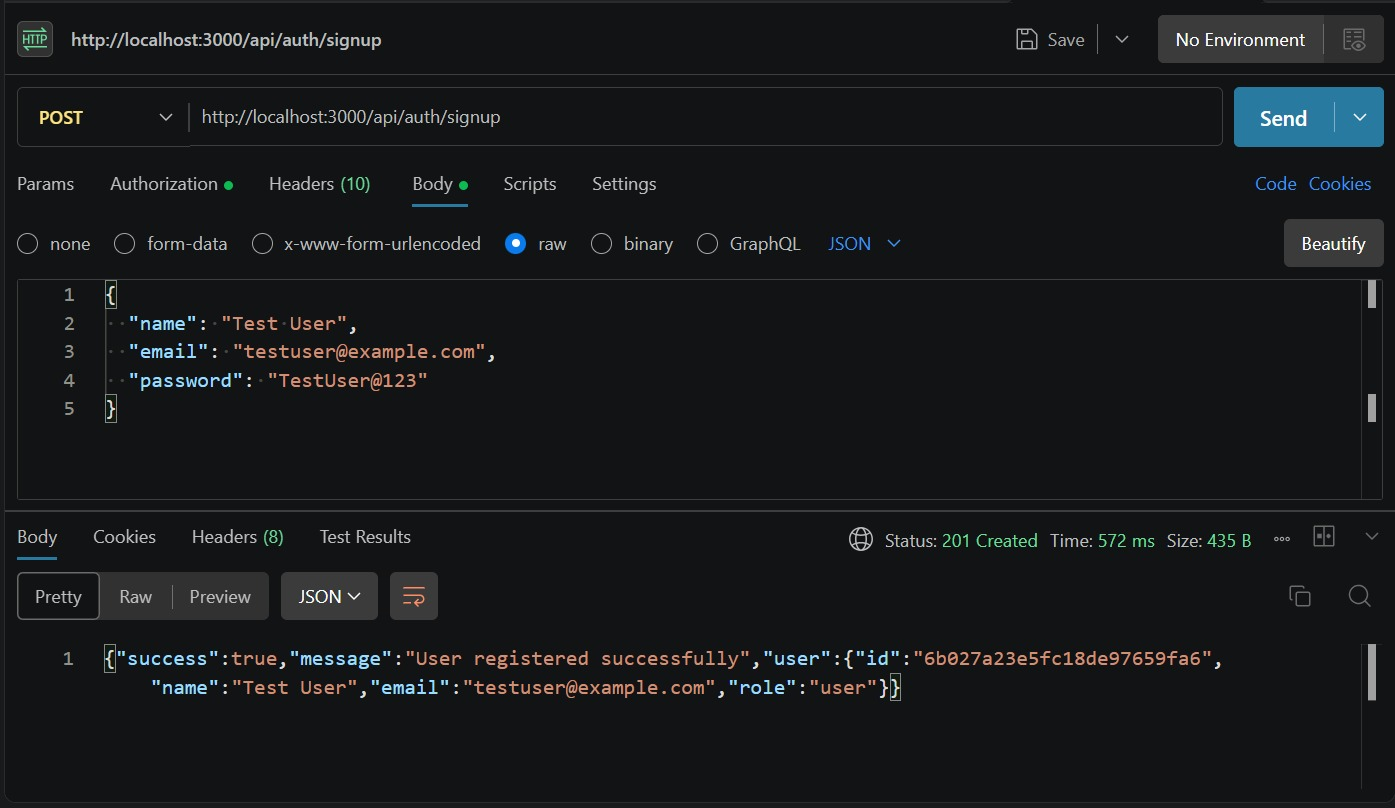 HTTP http://localhost:3000/api/auth/signup Save No Environment
POST http://localhost:3000/api/auth/signup Send
Params Authorization Headers (10) Body Scripts Settings Code Cookies
none form-data x-www-form-urlencoded raw binary GraphQL JSON Beautify
1 {
2 "name": "Test User",
3 "email": "testuser@example.com",
4 "password": "TestUser@123"
5 }
Body Cookies Headers (8) Test Results Status: 201 Created Time: 572 ms Size: 435 B
Pretty Raw Preview JSON
1 {"success":true,"message":"User registered successfully","user":{"id":"6b027a23e5fc18de97659fa6",
"name":"Test User","email":"testuser@example.com","role":"user"}}